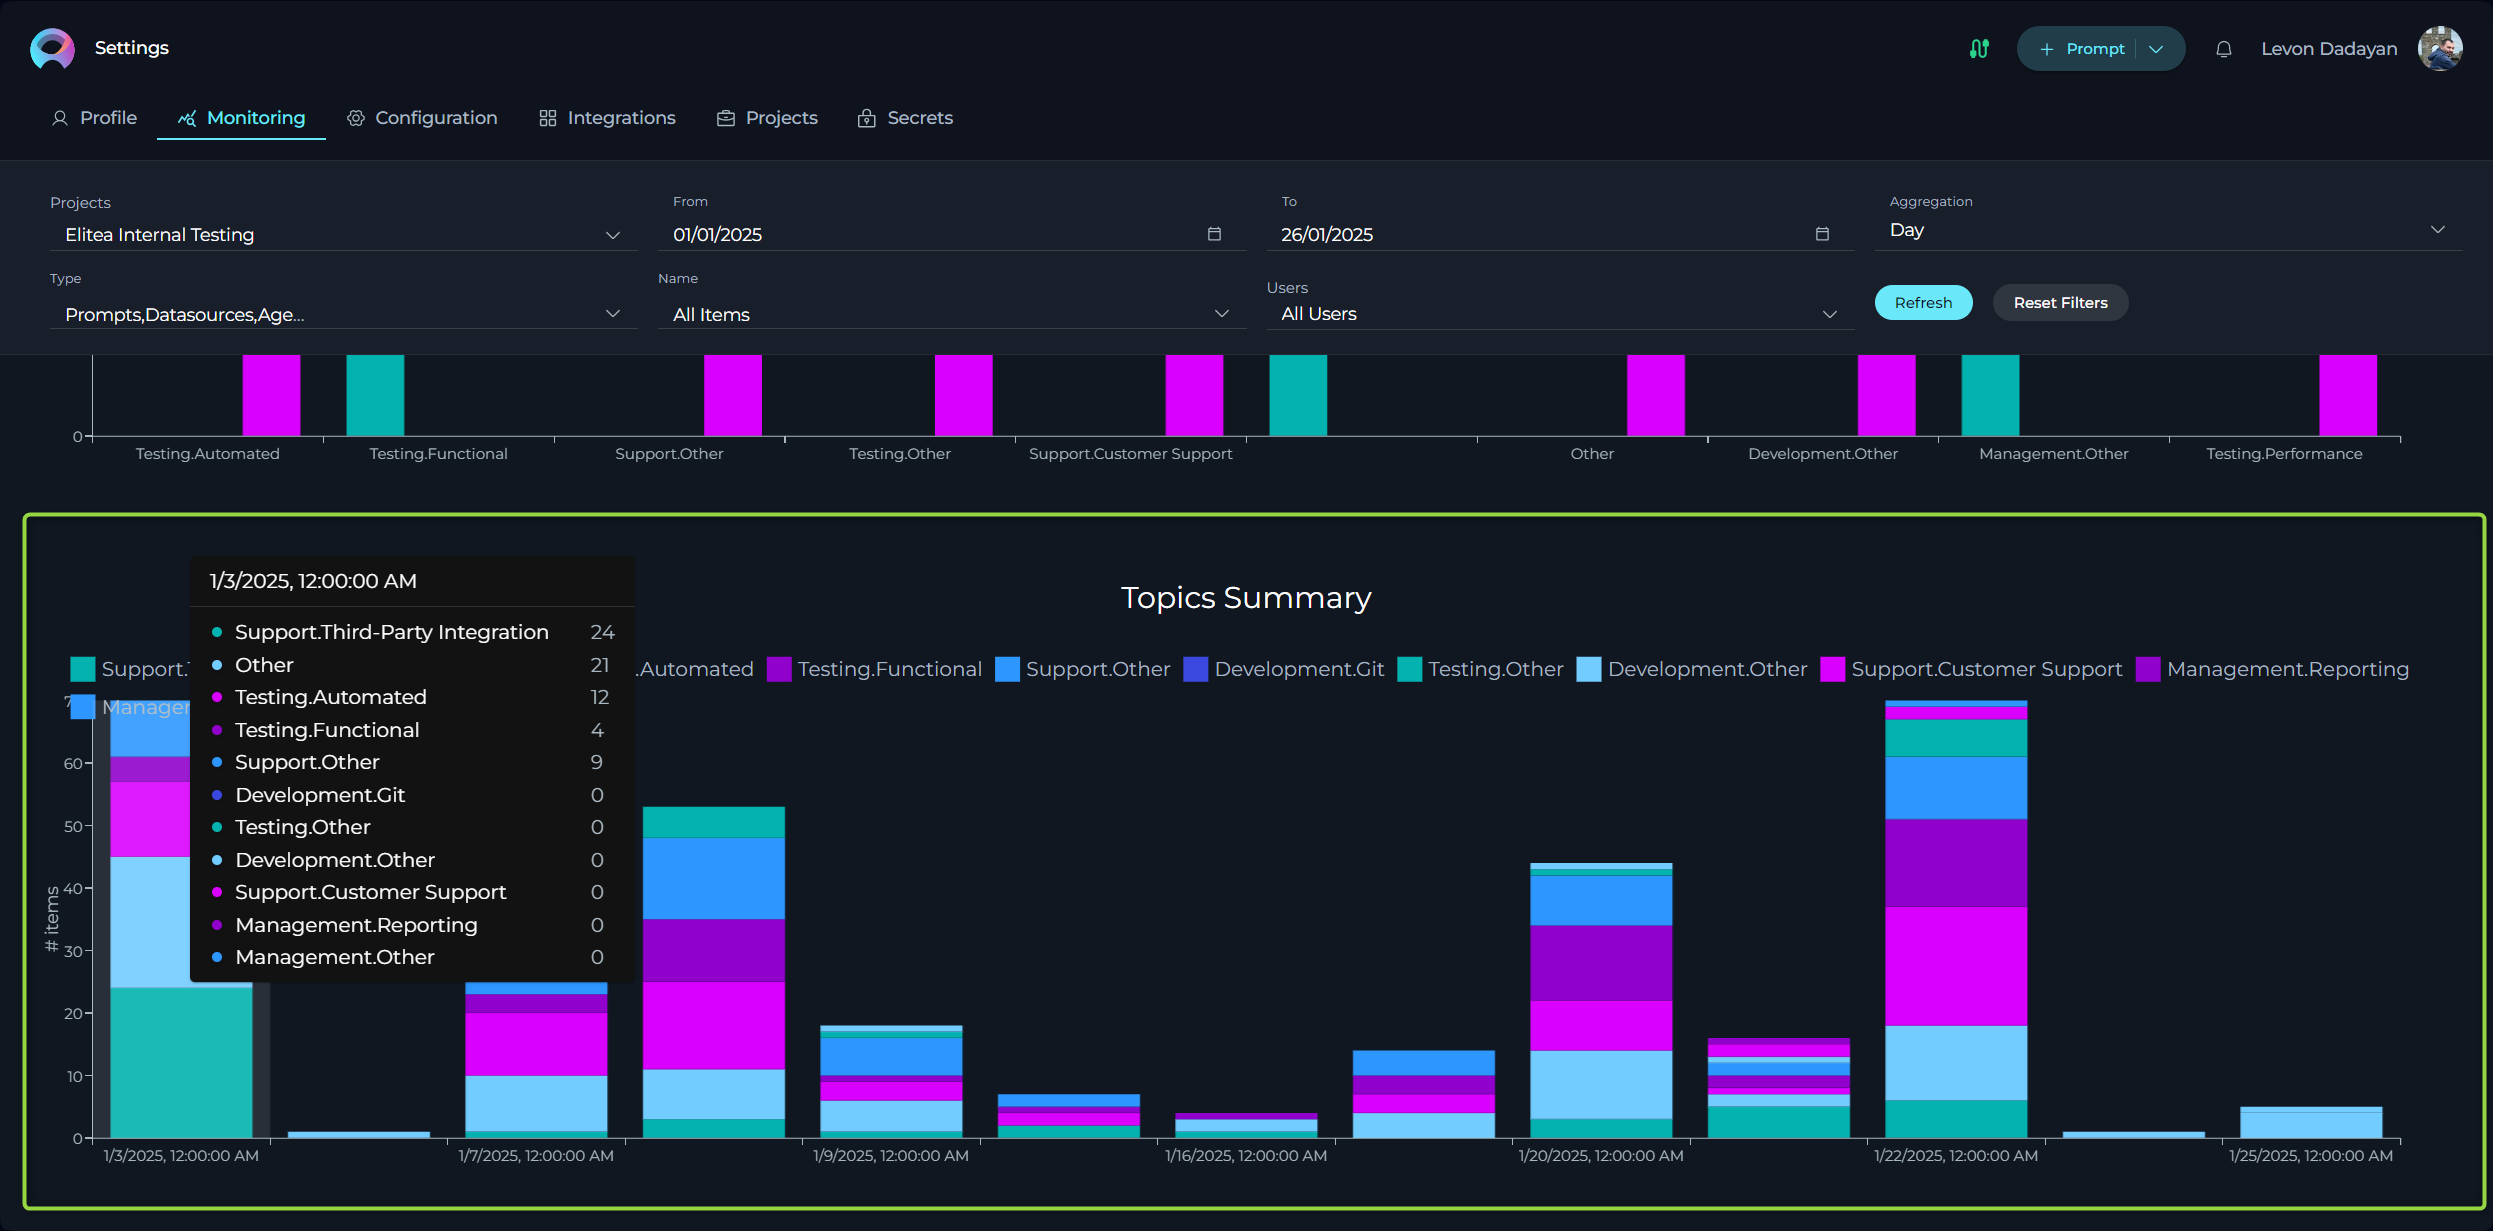 Settings
Prompt
Levon Dadayan
Profile
Monitoring
Configuration
Integrations
Projects
Secrets
Projects
From
To
Aggregation
Elitea Internal Testing
01/01/2025
26/01/2025
Day
Type
Name
Users
Prompts,Datasources,Age...
All Items
All Users
Refresh
Reset Filters
0
Testing.Automated
Testing.Functional
Support.Other
Testing.Other
Support.Customer Support
Other
Development.Other
Management.Other
Testing.Performance
Topics Summary
1/3/2025, 12:00:00 AM
Support.Third-Party Integration 24
Other 21
Testing.Automated 12
Testing.Functional 4
Support.Other 9
Development.Git 0
Testing.Other 0
Development.Other 0
Support.Customer Support 0
Management.Reporting 0
Management.Other 0
Support.
.Automated
Testing.Functional
Support.Other
Development.Git
Testing.Other
Development.Other
Support.Customer Support
Management.Reporting
Manager
# items
60
50
40
30
20
10
0
1/3/2025, 12:00:00 AM
1/7/2025, 12:00:00 AM
1/9/2025, 12:00:00 AM
1/16/2025, 12:00:00 AM
1/20/2025, 12:00:00 AM
1/22/2025, 12:00:00 AM
1/25/2025, 12:00:00 AM